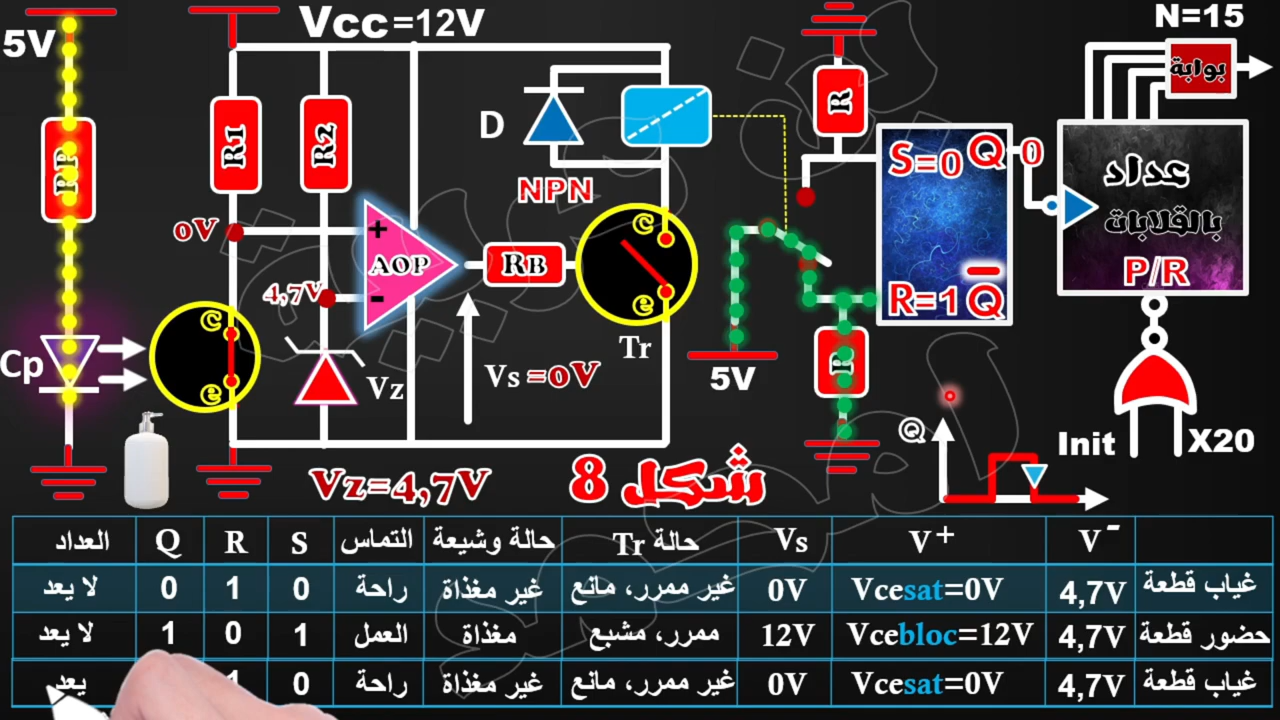 5V
Vcc=12V
N=15
بوابة
RP
R1
R2
D
NPN
R
S=0
Q
0
عداد
بالقلابات
P/R
0V
+
AOP
-
RB
c
e
Tr
4,7V
R=1
Q
Cp
c
e
Vz
Vs =0V
5V
R
Q
Init
X20
Vz=4,7V
شكل 8
العداد Q R S التماس حالة وشيعة حالة Tr Vs V+ V-
لا يعد 0 1 0 راحة غير مغذاة غير ممرر، مانع 0V Vcesat=0V 4,7V غياب قطعة
لا يعد 1 0 1 العمل مغذاة ممرر، مشبع 12V Vcebloc=12V 4,7V حضور قطعة
يعد 1 0 راحة غير مغذاة غير ممرر، مانع 0V Vcesat=0V 4,7V غياب قطعة